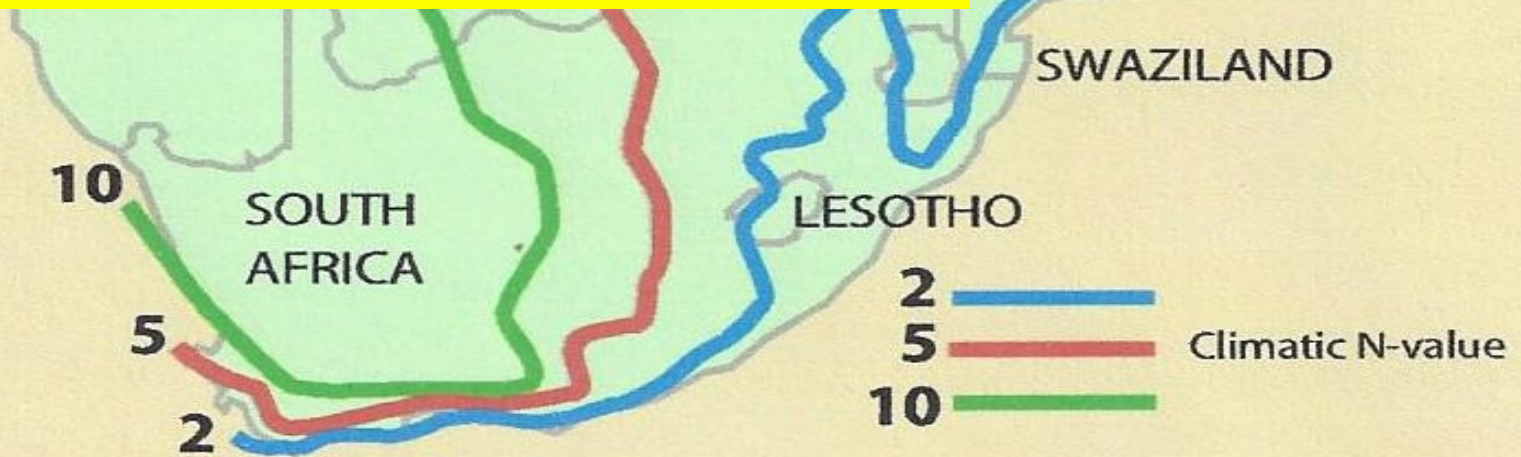 SWAZILAND
10
SOUTH
AFRICA
LESOTHO
2
5
5
Climatic N-value
10
2